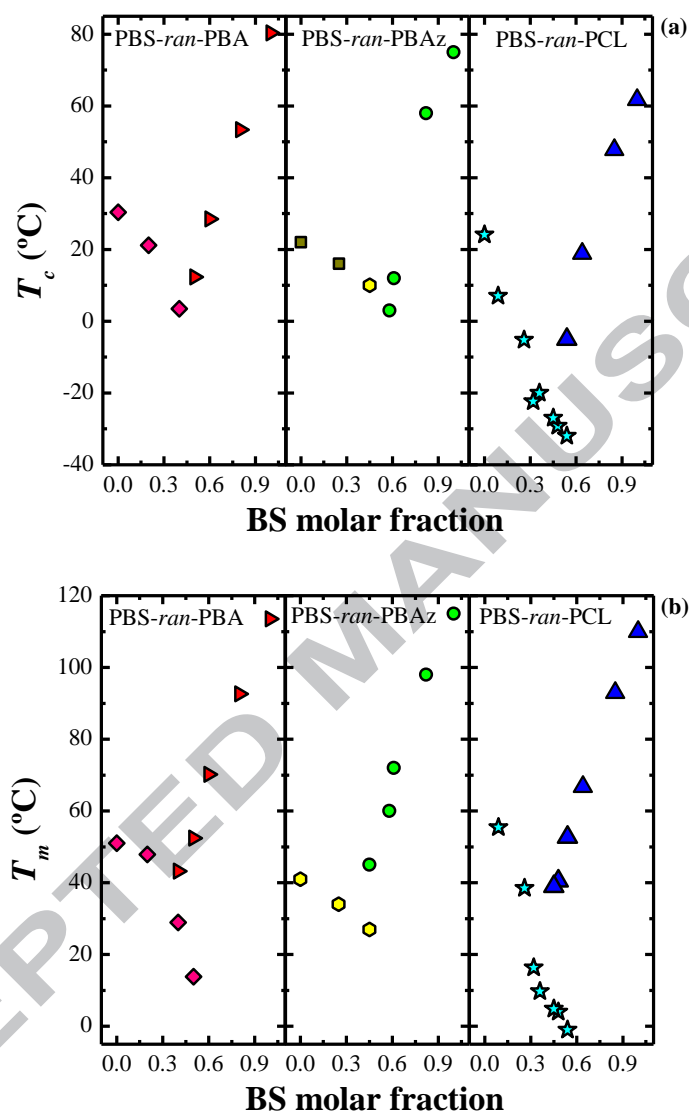 PBS-ran-PBA PBS-ran-PBAz PBS-ran-PCL (a)
80
60
40
20
0
-20
-40
T_c (ºC)
0.0 0.3 0.6 0.9 0.0 0.3 0.6 0.9 0.0 0.3 0.6 0.9
BS molar fraction
PBS-ran-PBA PBS-ran-PBAz PBS-ran-PCL (b)
120
100
80
60
40
20
0
T_m (ºC)
0.0 0.3 0.6 0.9 0.0 0.3 0.6 0.9 0.0 0.3 0.6 0.9
BS molar fraction
EPTED MANUSC